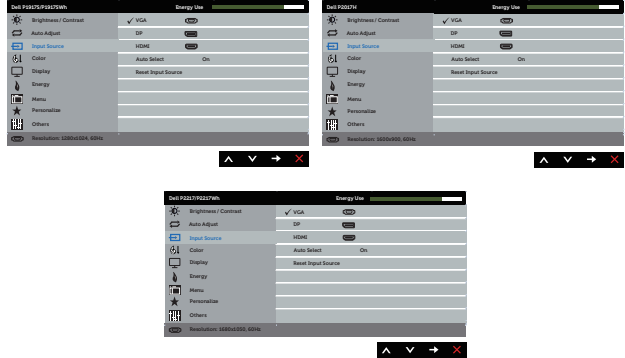 Dell P1917S/P1917SWh Energy Use
Brightness / Contrast VGA
Auto Adjust DP
Input Source HDMI
Color Auto Select On
Display Reset Input Source
Energy
Menu
Personalize
Others
Resolution: 1280x1024, 60Hz
Dell P2017H Energy Use
Brightness / Contrast VGA
Auto Adjust DP
Input Source HDMI
Color Auto Select On
Display Reset Input Source
Energy
Menu
Personalize
Others
Resolution: 1600x900, 60Hz
Dell P2217/P2217Wh Energy Use
Brightness / Contrast VGA
Auto Adjust DP
Input Source HDMI
Color Auto Select On
Display Reset Input Source
Energy
Menu
Personalize
Others
Resolution: 1680x1050, 60Hz